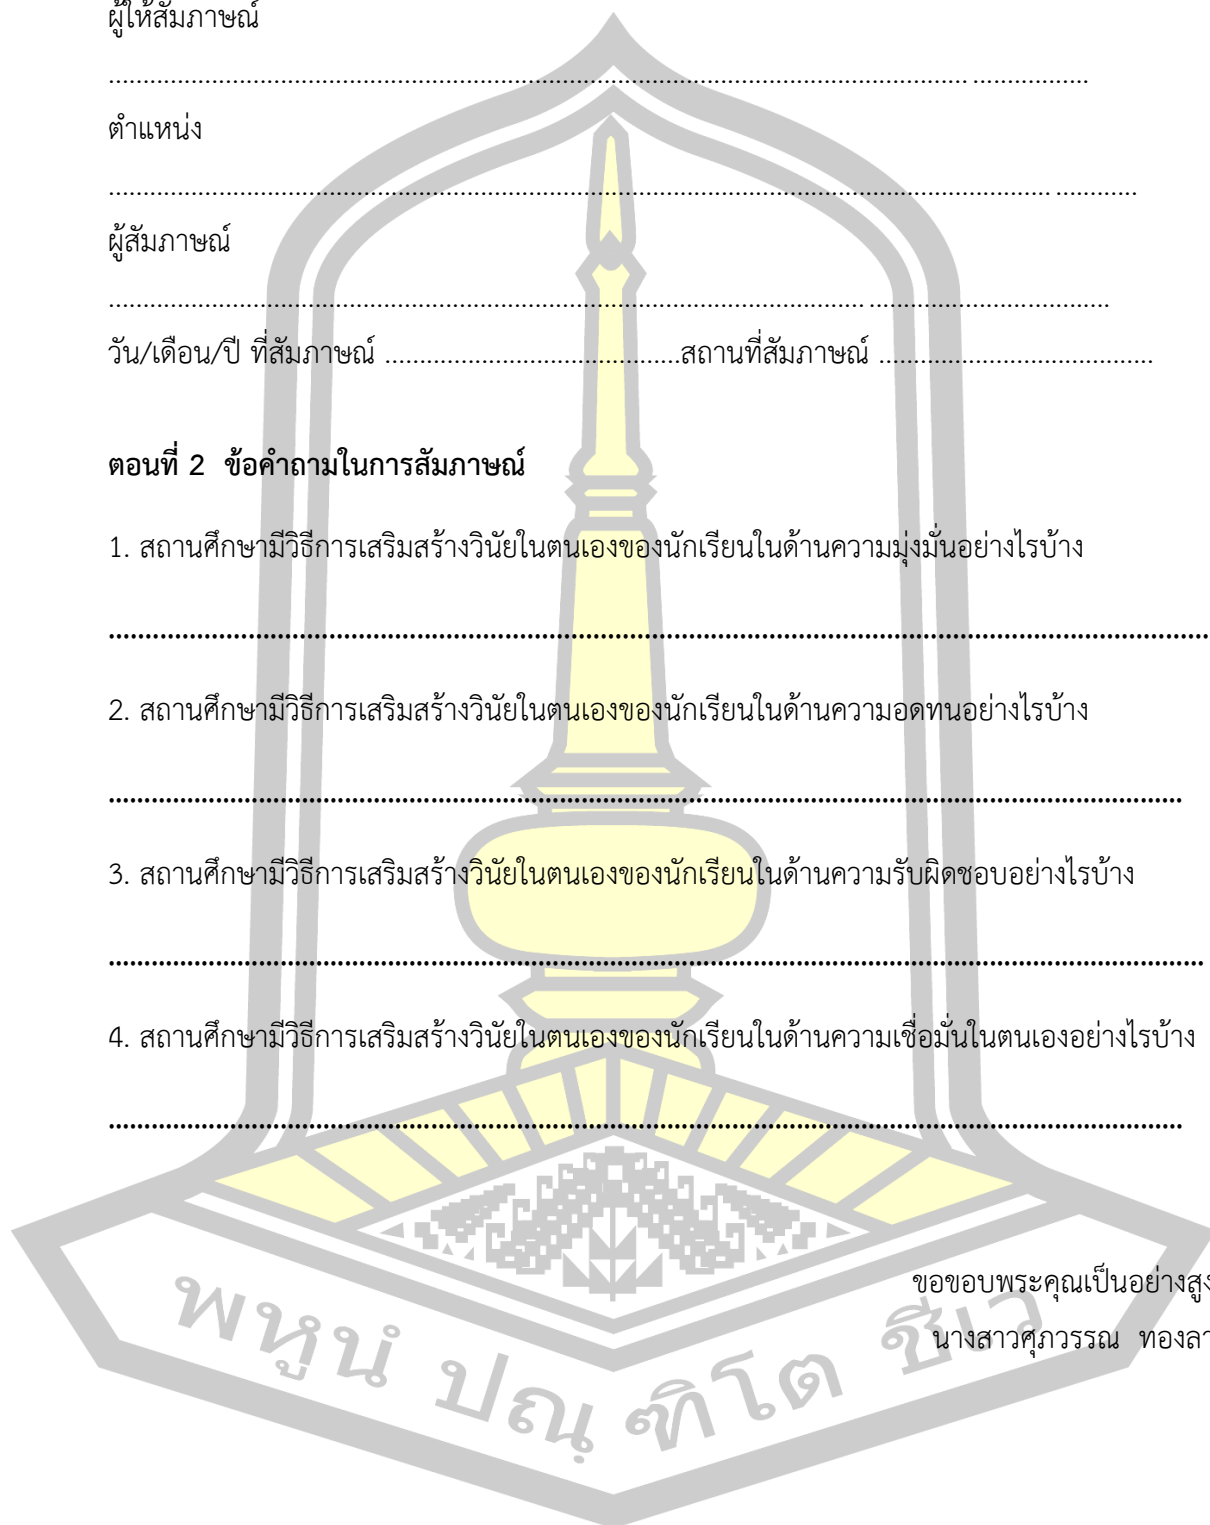 ผู้ให้สัมภาษณ์
............................................................................................................................. .................
ตำแหน่ง
......................................................................................................................................... ............
ผู้สัมภาษณ์
.............................................................................................................. ...................................
วัน/เดือน/ปี ที่สัมภาษณ์ ...........................................สถานที่สัมภาษณ์ ........................................
ตอนที่ 2 ข้อคำถามในการสัมภาษณ์
1. สถานศึกษามีวิธีการเสริมสร้างวินัยในตนเองของนักเรียนในด้านความมุ่งมั่นอย่างไรบ้าง
......................................................................................................................................................
2. สถานศึกษามีวิธีการเสริมสร้างวินัยในตนเองของนักเรียนในด้านความอดทนอย่างไรบ้าง
..................................................................................................................................................
3. สถานศึกษามีวิธีการเสริมสร้างวินัยในตนเองของนักเรียนในด้านความรับผิดชอบอย่างไรบ้าง
.....................................................................................................................................................
4. สถานศึกษามีวิธีการเสริมสร้างวินัยในตนเองของนักเรียนในด้านความเชื่อมั่นในตนเองอย่างไรบ้าง
..................................................................................................................................................
ขอขอบพระคุณเป็นอย่างสูง
นางสาวศุภวรรณ ทองลา
พหูนํ ปณฺฑิโต ชีเว